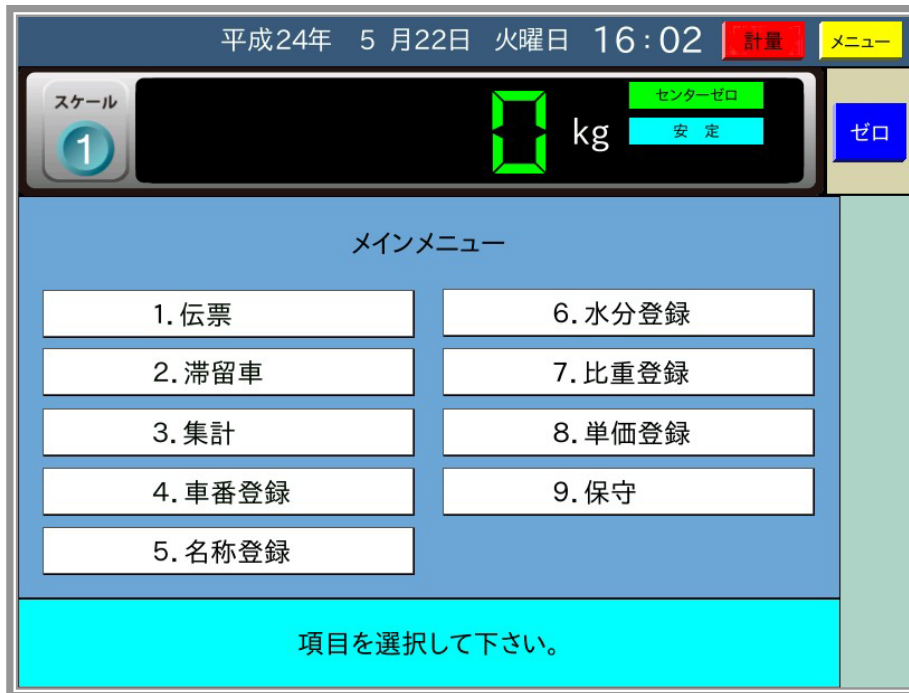 平成24年 5月22日 火曜日 16:02 計量 メニュー
スケール
1
0 kg
センターゼロ
安 定
ゼロ
メインメニュー
1.伝票
2.滞留車
3.集計
4.車番登録
5.名称登録
6.水分登録
7.比重登録
8.単価登録
9.保守
項目を選択して下さい。